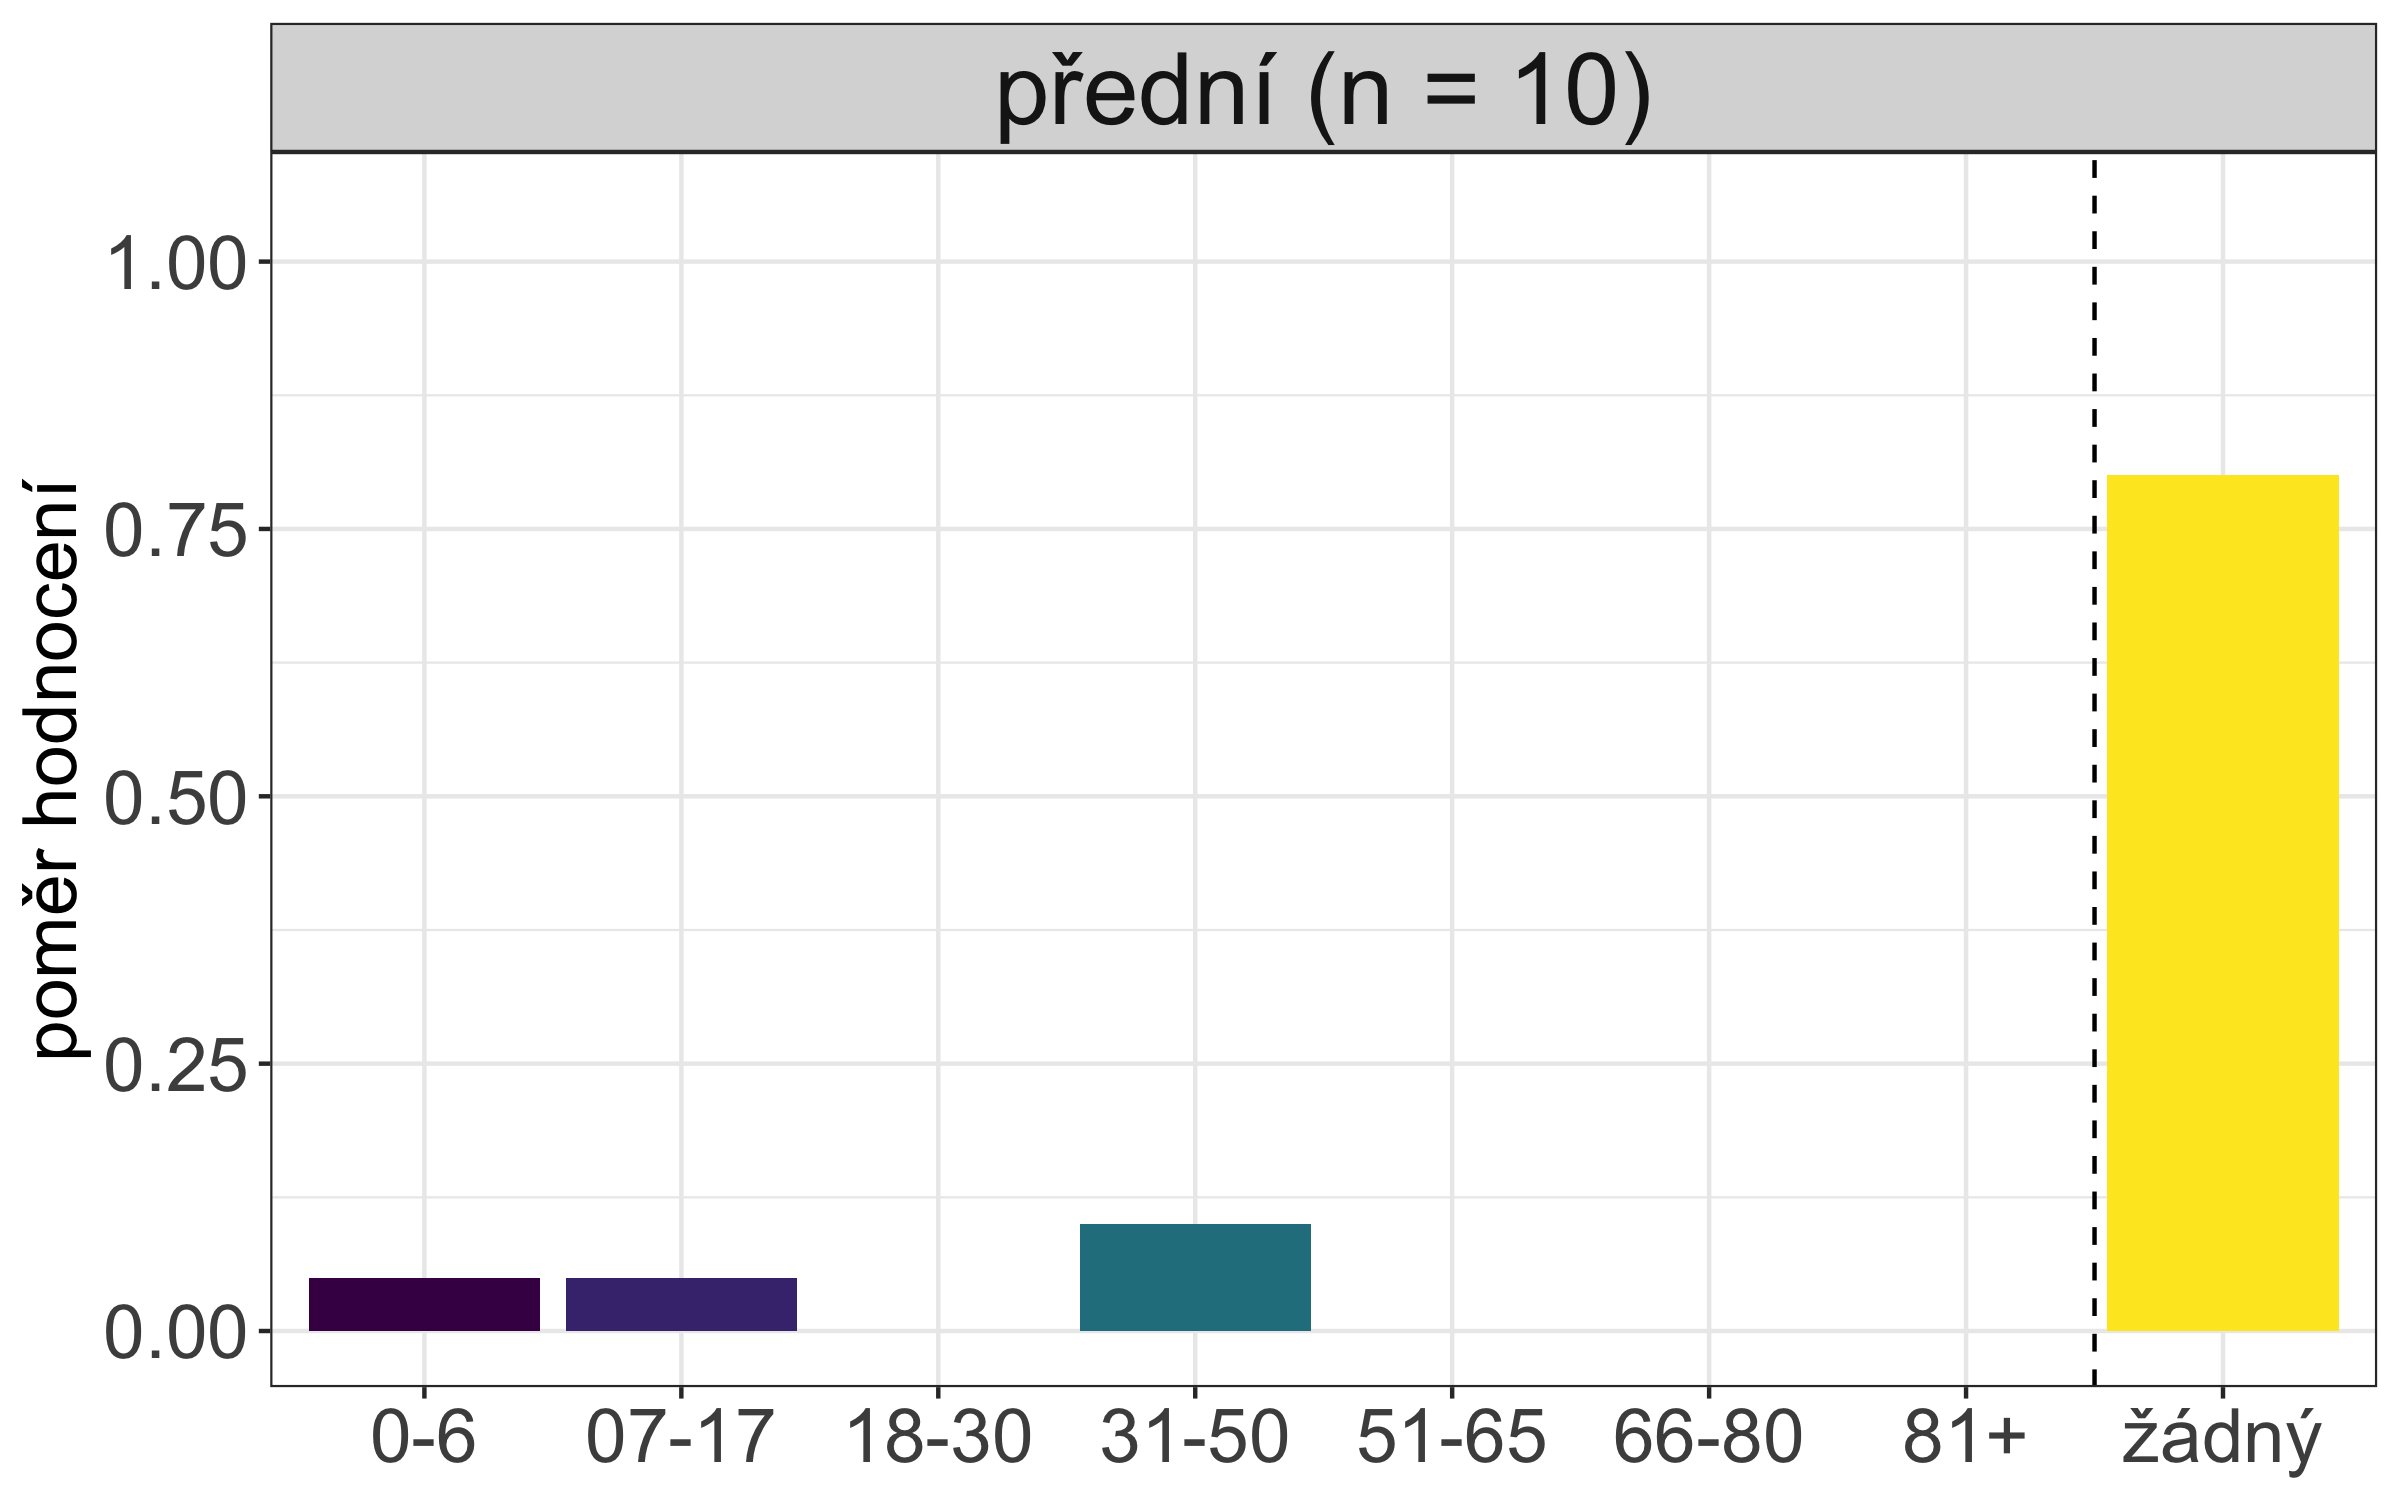 přední (n = 10)
poměr hodnocení
1.00
0.75
0.50
0.25
0.00
0-6 07-17 18-30 31-50 51-65 66-80 81+ žádný